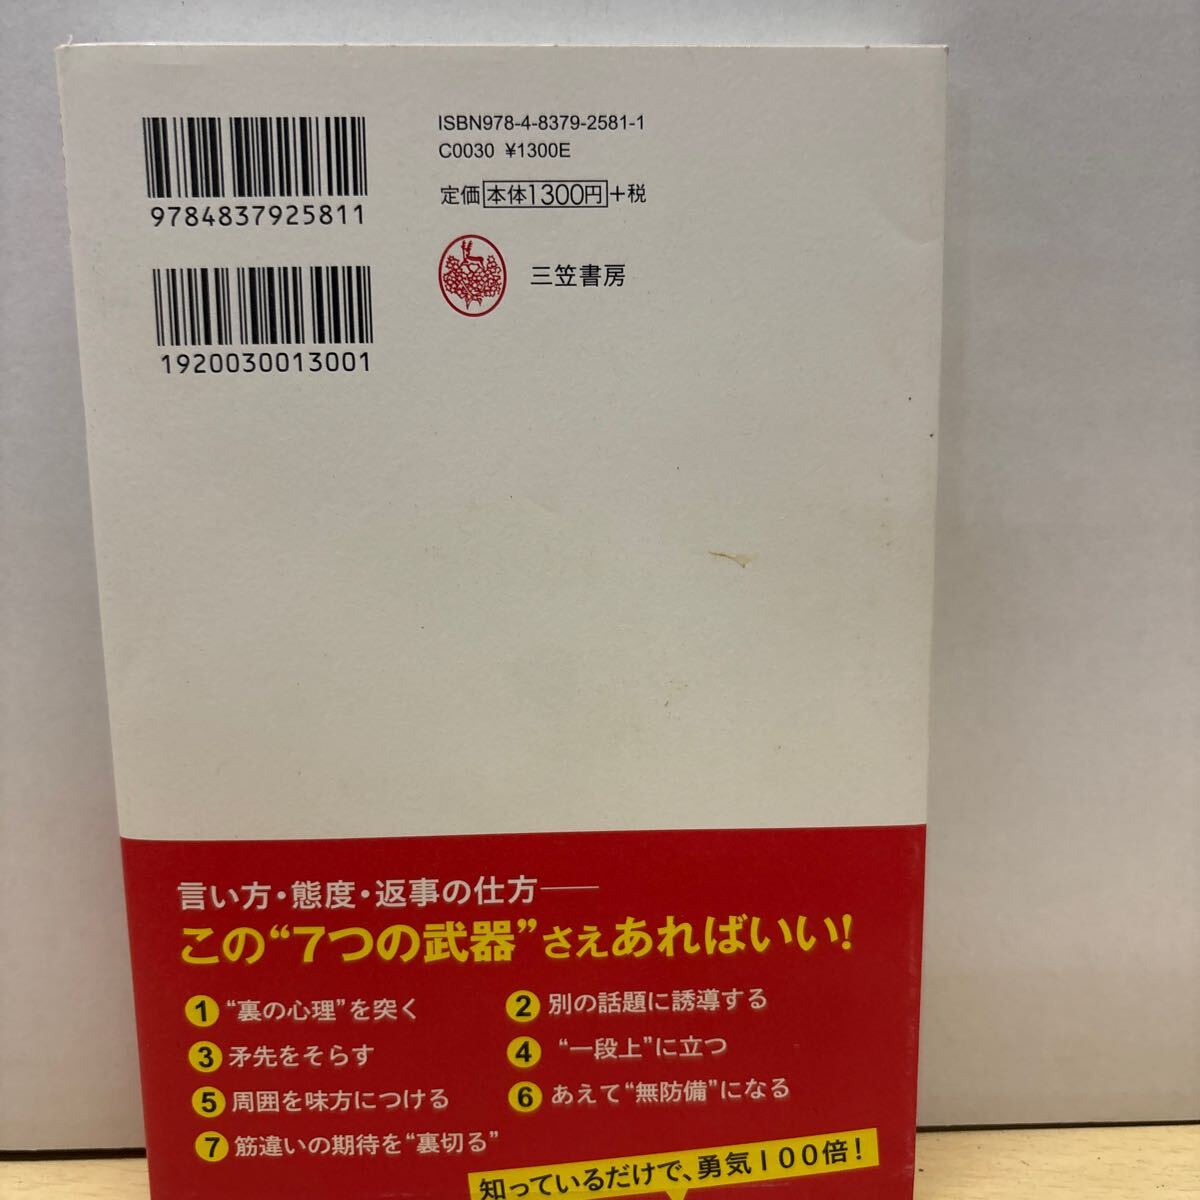 ISBN978-4-8379-2581-1
C0030 ¥1300E
定価 本体1300円+税
9784837925811
三笠書房
1920030013001
言い方・態度・返事の仕方――
この“7つの武器”さえあればいい!
1 “裏の心理”を突く
2 別の話題に誘導する
3 矛先をそらす
4 “一段上”に立つ
5 周囲を味方につける
6 あえて“無防備”になる
7 筋違いの期待を“裏切る”
知っているだけで、勇気100倍!